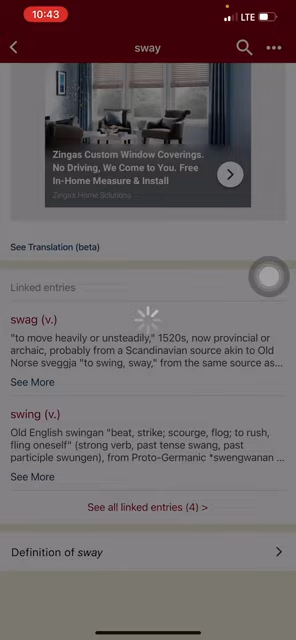 10:43
LTE
sway
Zingas Custom Window Coverings.
No Driving, We Come to You. Free
In-Home Measure & Install
Zinga's Home Solutions
See Translation (beta)
Linked entries
swag (v.)
"to move heavily or unsteadily," 1520s, now provincial or
archaic, probably from a Scandinavian source akin to Old
Norse sveggja "to swing, sway," from the same source as...
See More
swing (v.)
Old English swingan "beat, strike; scourge, flog; to rush,
fling oneself" (strong verb, past tense swang, past
participle swungen), from Proto-Germanic *swengwanan ...
See More
See all linked entries (4) >
Definition of sway